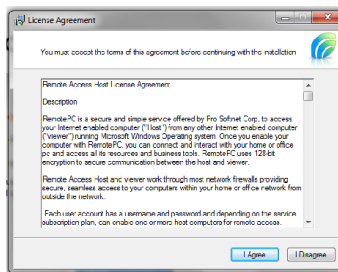 License Agreement
You must accept the terms of this agreement before continuing with the installation
Remote Access Host License Agreement
Description
RemotePC is a secure and simple service offered by Pro Softnet Corp, to access
your Internet enabled computer ("Host") from any other Internet enabled computer
("viewer") running Microsoft Windows Operating system. Once you enable your
computer with RemotePC, you can connect and interact with your home or office
pc and access all its resources and business tools. RemotePC uses 128-bit
encryption to secure communication between the host and viewer.
Remote Access Host and viewer work through most network firewalls providing
secure, seamless access to your computers within your home or office network from
outside the network.
Each user account has a username and password and depending on the service
subscription plan, can enable one or more host computers for remote access.
I Agree
I Disagree